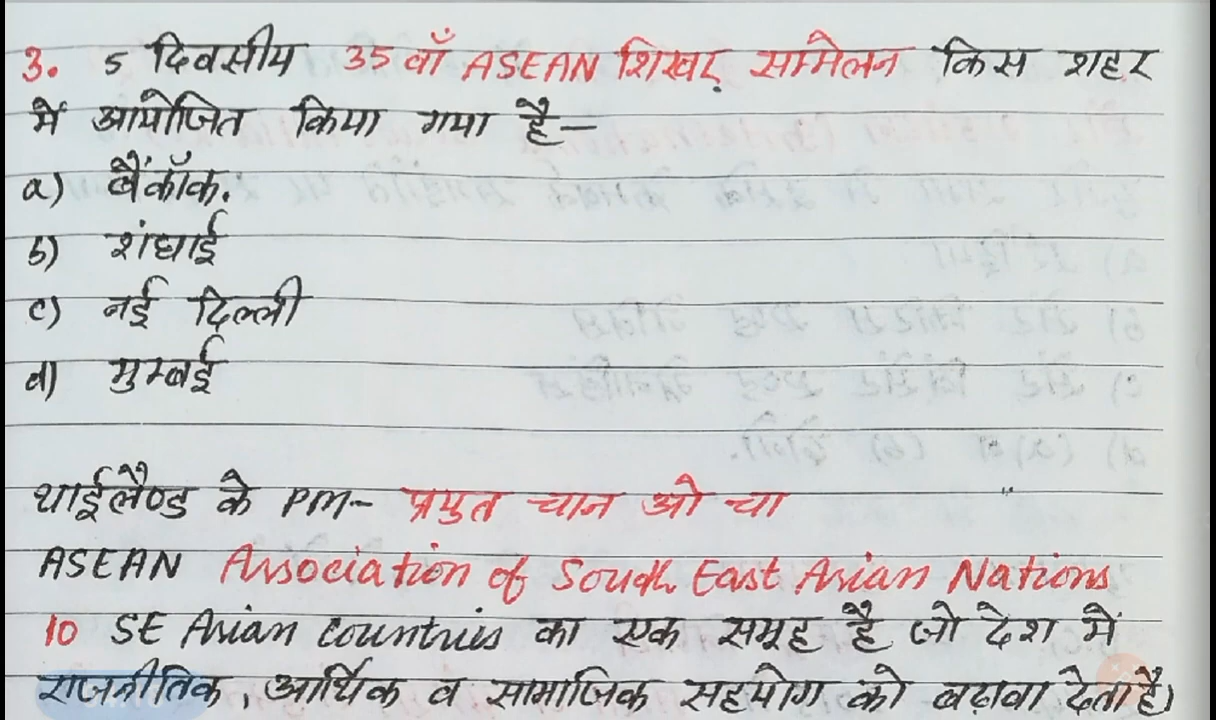 3. 5 दिवसीय 35 वाँ ASEAN शिखर सम्मेलन किस शहर
में आयोजित किया गया है—
a) बैंकॉक.
b) शंघाई
c) नई दिल्ली
d) मुम्बई
थाईलैण्ड के PM- प्रयुत चान ओ चा
ASEAN Association of South East Asian Nations
10 SE Asian Countries का एक समूह है जो देश में
राजनीतिक, आर्थिक व सामाजिक सहयोग को बढ़ावा देता है।